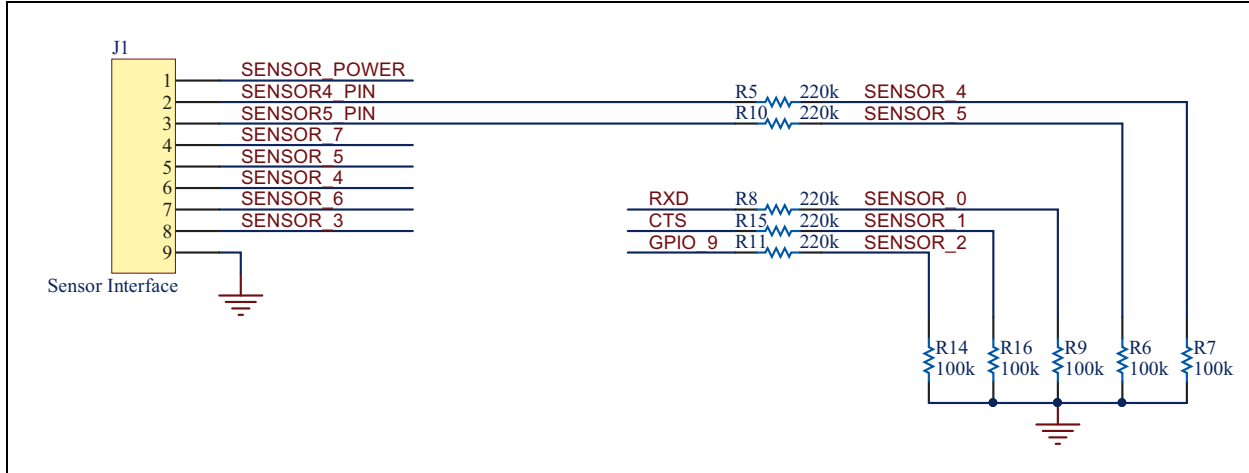 J1
1 SENSOR_POWER
2 SENSOR4_PIN R5 220k SENSOR_4
3 SENSOR5_PIN R10 220k SENSOR_5
4 SENSOR_7
5 SENSOR_5
6 SENSOR_4
7 SENSOR_6 RXD R8 220k SENSOR_0
8 SENSOR_3 CTS R15 220k SENSOR_1
9 GPIO_9 R11 220k SENSOR_2
Sensor Interface
R14 R16 R9 R6 R7
100k 100k 100k 100k 100k